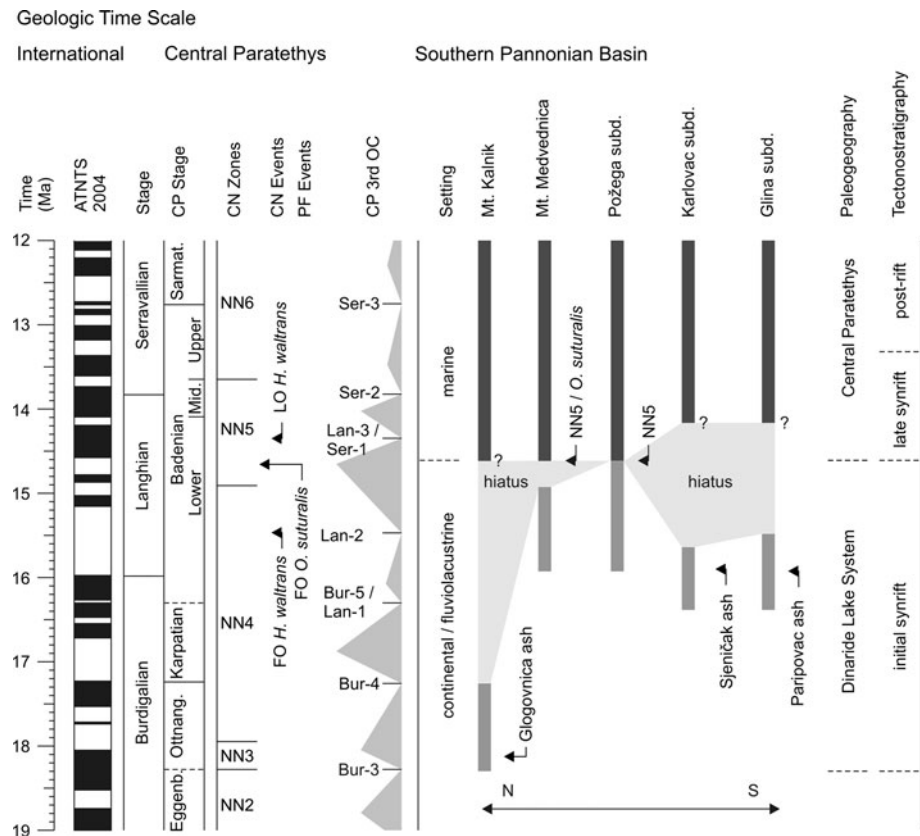 Geologic Time Scale
International
Central Paratethys
Southern Pannonian Basin
Time
(Ma)
ATNTS
2004
Stage
CP Stage
CN Zones
CN Events
PF Events
CP 3rd OC
Setting
Mt. Kalnik
Mt. Medvednica
Požega subd.
Karlovac subd.
Glina subd.
Paleogeography
Tectonostratigraphy
12
13
14
15
16
17
18
19
Serravallian
Langhian
Burdigalian
Sarmat.
Badenian
Upper
Mid.
Lower
Karpatian
Ottnang.
Eggenb.
NN6
NN5
NN4
NN3
NN2
LO H. waltrans
FO H. waltrans
FO O. suturalis
Ser-3
Ser-2
Lan-3 /
Ser-1
Lan-2
Bur-5 /
Lan-1
Bur-4
Bur-3
marine
continental / fluviolacustrine
?
hiatus
Glogovnica ash
NN5 / O. suturalis
NN5
?
?
hiatus
Sjeničak ash
Paripovac ash
N
S
Central Paratethys
Dinaride Lake System
post-rift
late synrift
initial synrift